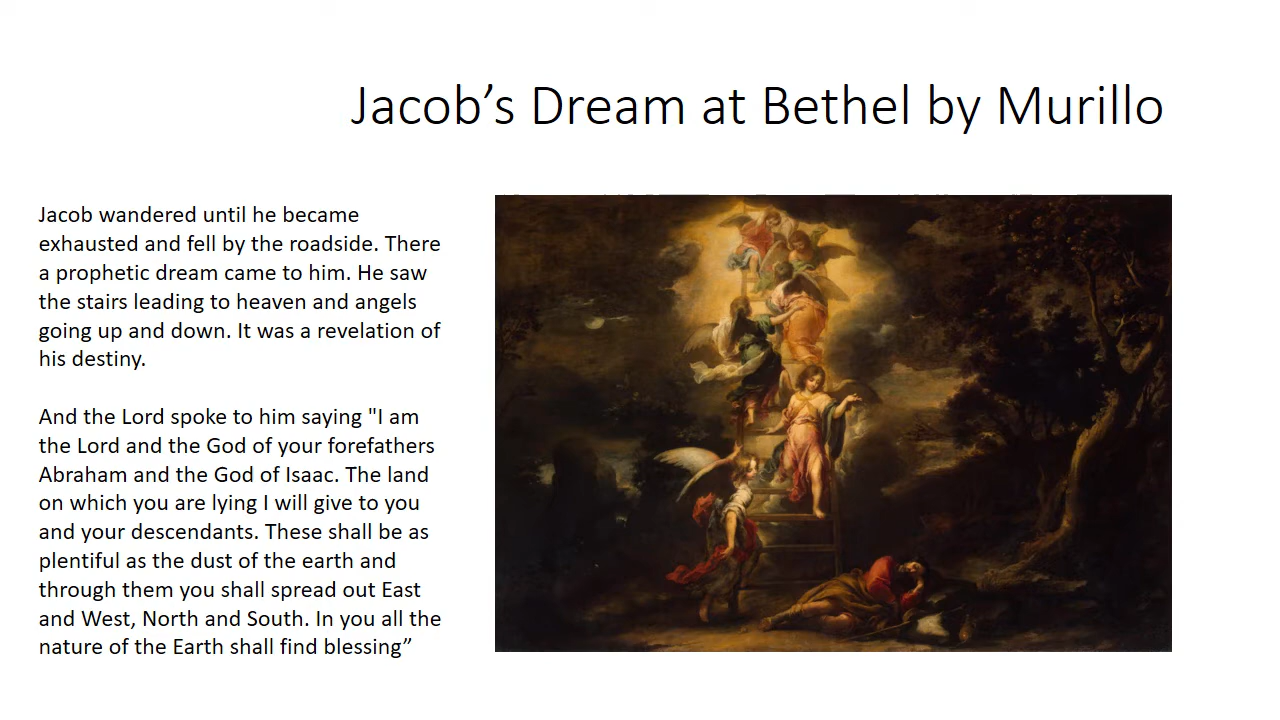 Jacob’s Dream at Bethel by Murillo
Jacob wandered until he became
exhausted and fell by the roadside. There
a prophetic dream came to him. He saw
the stairs leading to heaven and angels
going up and down. It was a revelation of
his destiny.
And the Lord spoke to him saying "I am
the Lord and the God of your forefathers
Abraham and the God of Isaac. The land
on which you are lying I will give to you
and your descendants. These shall be as
plentiful as the dust of the earth and
through them you shall spread out East
and West, North and South. In you all the
nature of the Earth shall find blessing”